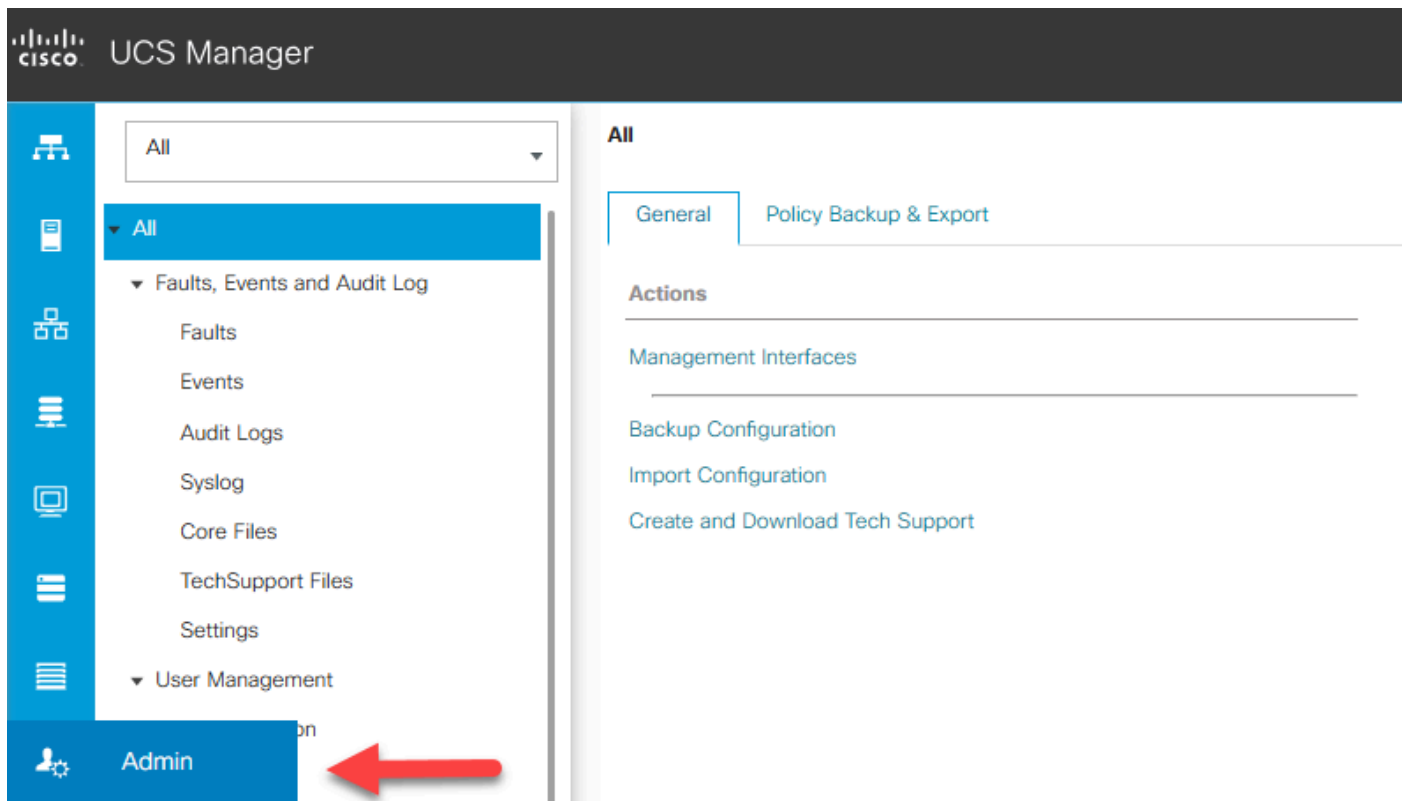 cisco UCS Manager
All
All
Faults, Events and Audit Log
Faults
Events
Audit Logs
Syslog
Core Files
TechSupport Files
Settings
User Management
on
Admin
All
General Policy Backup & Export
Actions
Management Interfaces
Backup Configuration
Import Configuration
Create and Download Tech Support